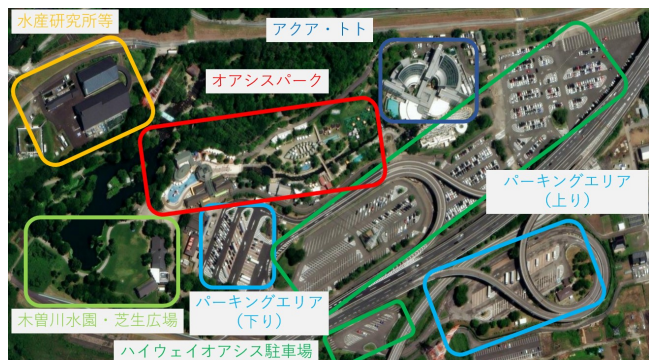 水産研究所等
アクア・トト
オアシスパーク
パーキングエリア
（上り）
木曽川水園・芝生広場
パーキングエリア
（下り）
ハイウェイオアシス駐車場